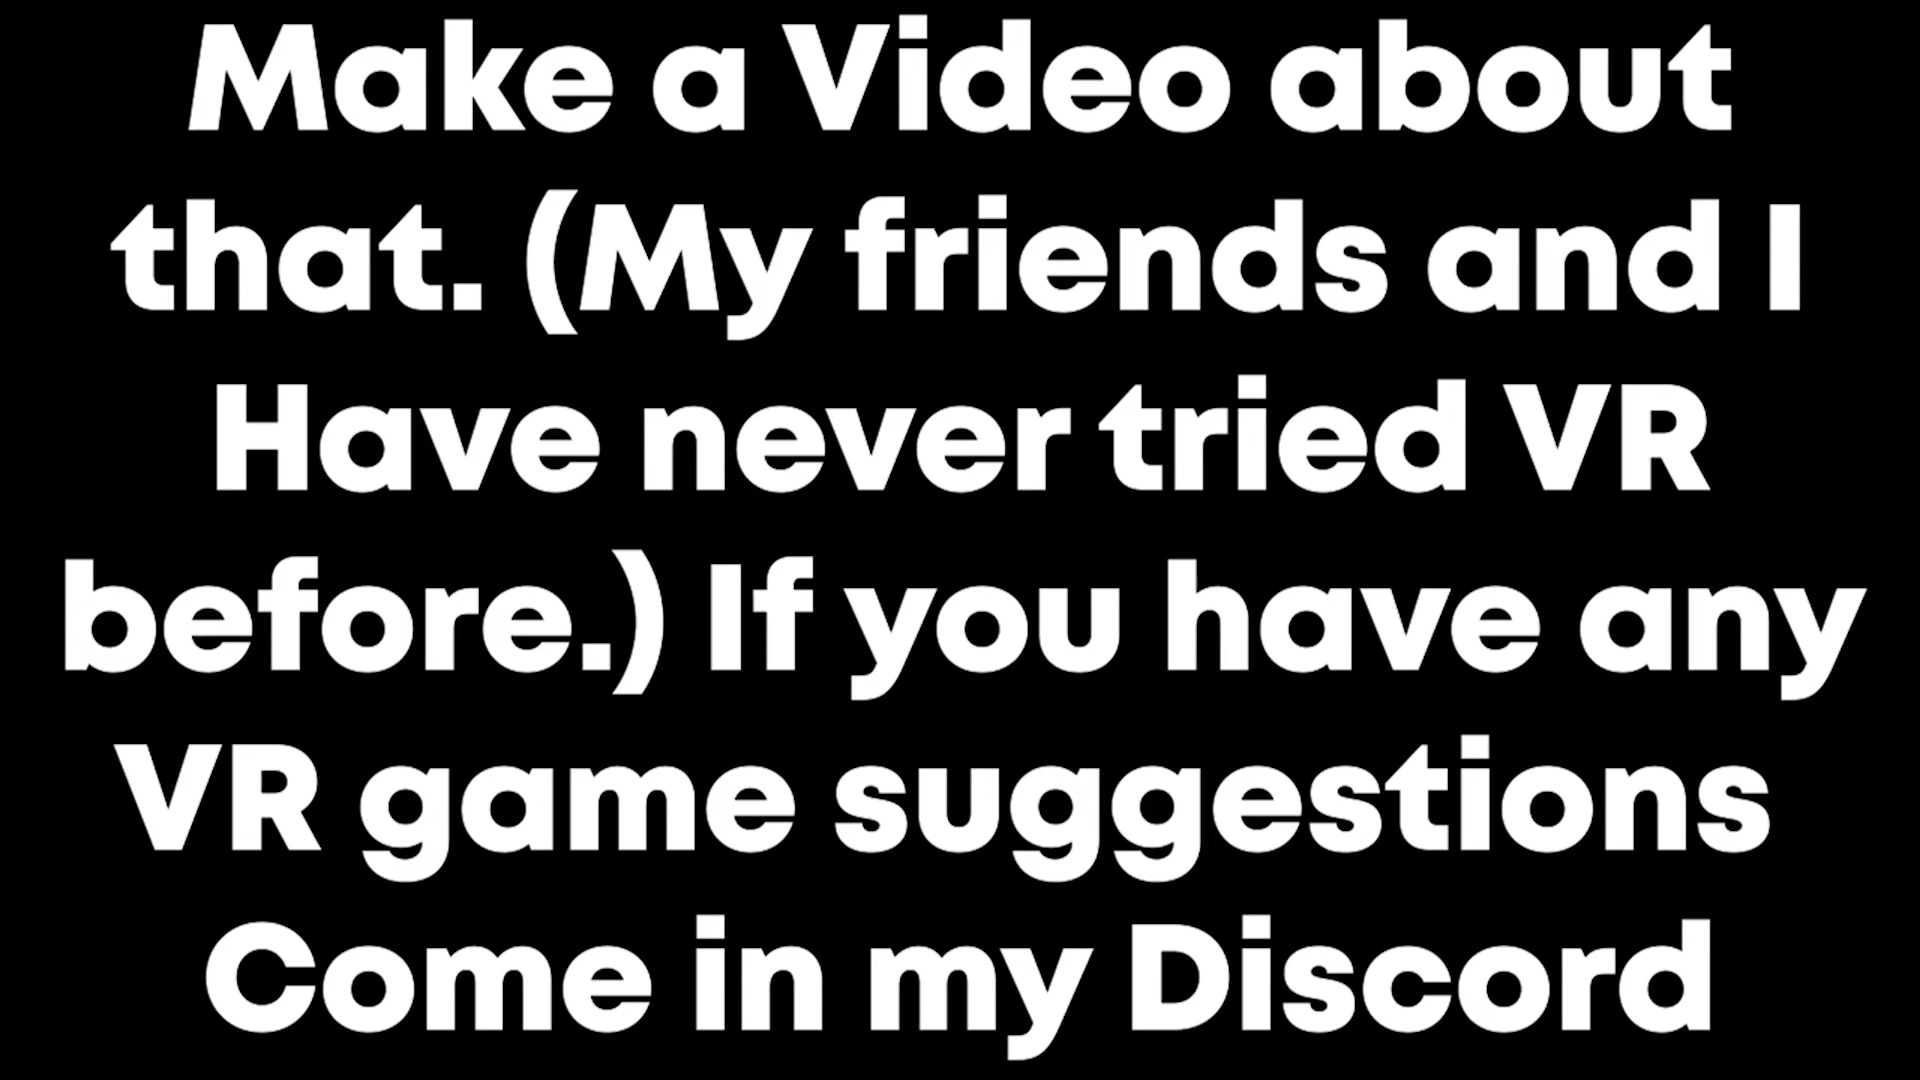 Make a Video about
that. (My friends and I
Have never tried VR
before.) If you have any
VR game suggestions
Come in my Discord